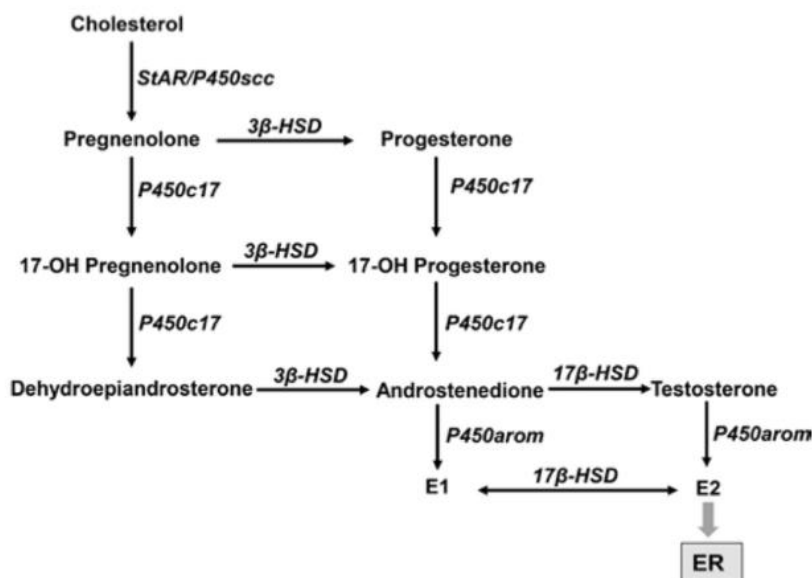 Cholesterol
StAR/P450scc
3β-HSD
Pregnenolone
Progesterone
P450c17
P450c17
3β-HSD
17-OH Pregnenolone
17-OH Progesterone
P450c17
P450c17
3β-HSD
17β-HSD
Dehydroepiandrosterone
Androstenedione
Testosterone
P450arom
P450arom
17β-HSD
E1
E2
ER